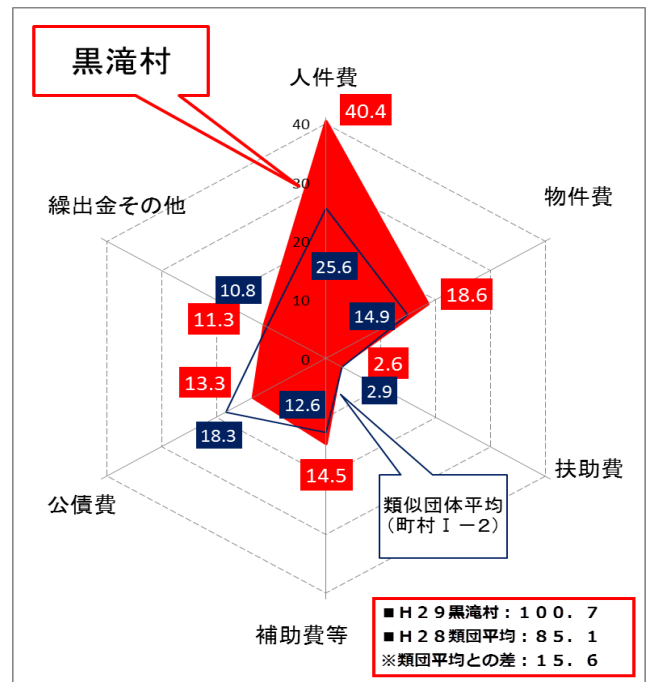 黒滝村
人件費
40.4
40
30
20
10
0
物件費
繰出金その他
25.6
10.8
14.9
18.6
11.3
2.6
13.3
2.9
12.6
18.3
14.5
扶助費
公債費
類似団体平均
（町村Ⅰー2）
補助費等
■Ｈ２９黒滝村：１００．７
■Ｈ２８類団平均：８５．１
※類団平均との差：１５．６